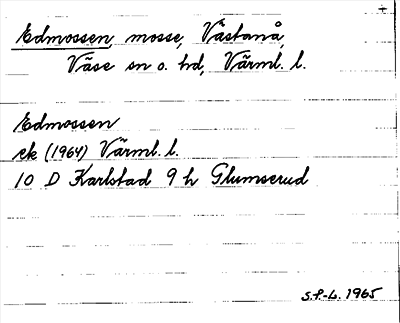 +
Edmossen, mosse, Västanå,
Väse sn o. hd, Värml. l.
Edmossen
ek (1964) Värml. l.
10 D Karlstad 9 h Glumserud
S.P.-L. 1965